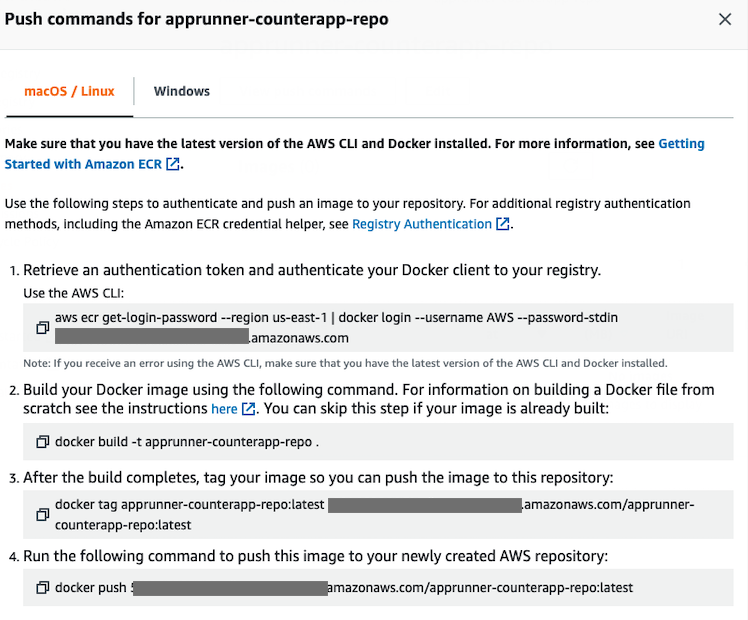 Push commands for apprunner-counterapp-repo
macOS / Linux
Windows
Make sure that you have the latest version of the AWS CLI and Docker installed. For more information, see Getting
Started with Amazon ECR.
Use the following steps to authenticate and push an image to your repository. For additional registry authentication
methods, including the Amazon ECR credential helper, see Registry Authentication.
1. Retrieve an authentication token and authenticate your Docker client to your registry.
Use the AWS CLI:
aws ecr get-login-password --region us-east-1 | docker login --username AWS --password-stdin
.amazonaws.com
Note: If you receive an error using the AWS CLI, make sure that you have the latest version of the AWS CLI and Docker installed.
2. Build your Docker image using the following command. For information on building a Docker file from
scratch see the instructions here. You can skip this step if your image is already built:
docker build -t apprunner-counterapp-repo .
3. After the build completes, tag your image so you can push the image to this repository:
docker tag apprunner-counterapp-repo:latest .amazonaws.com/apprunner-
counterapp-repo:latest
4. Run the following command to push this image to your newly created AWS repository:
docker push amazonaws.com/apprunner-counterapp-repo:latest